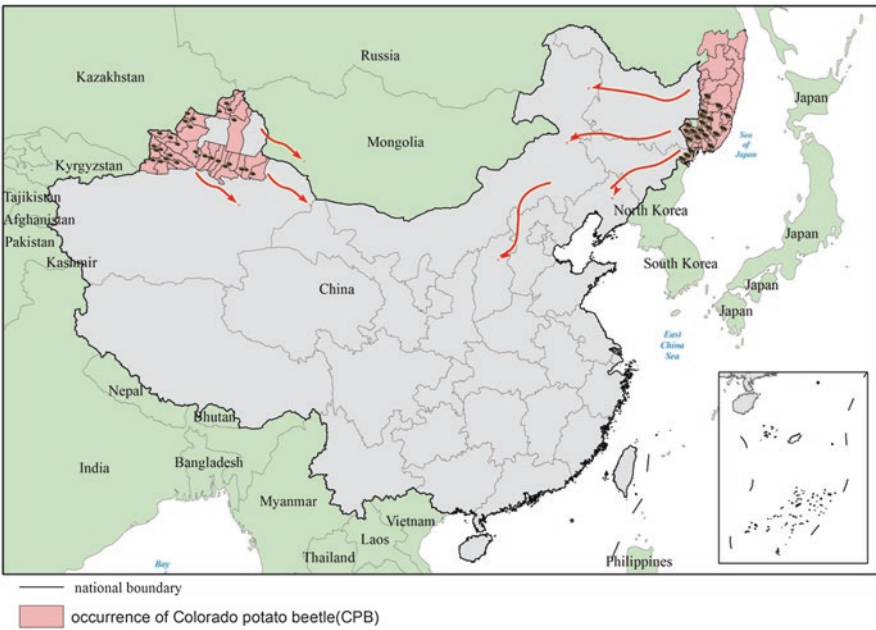 Russia
Kazakhstan
Mongolia
Japan
Sea
of
Japan
Kyrgyzstan
Tajikistan
Afghanistan
Pakistan
Kashmir
North Korea
South Korea
Japan
Japan
Japan
China
East
China
Sea
Nepal
Bhutan
India
Bangladesh
Myanmar
Vietnam
Laos
Thailand
Bay
Philippines
national boundary
occurrence of Colorado potato beetle(CPB)